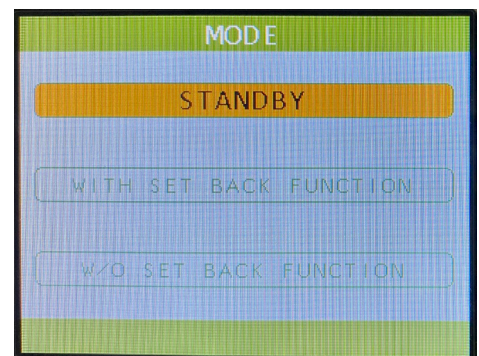 MODE
STANDBY
WITH SET BACK FUNCTION
W/O SET BACK FUNCTION